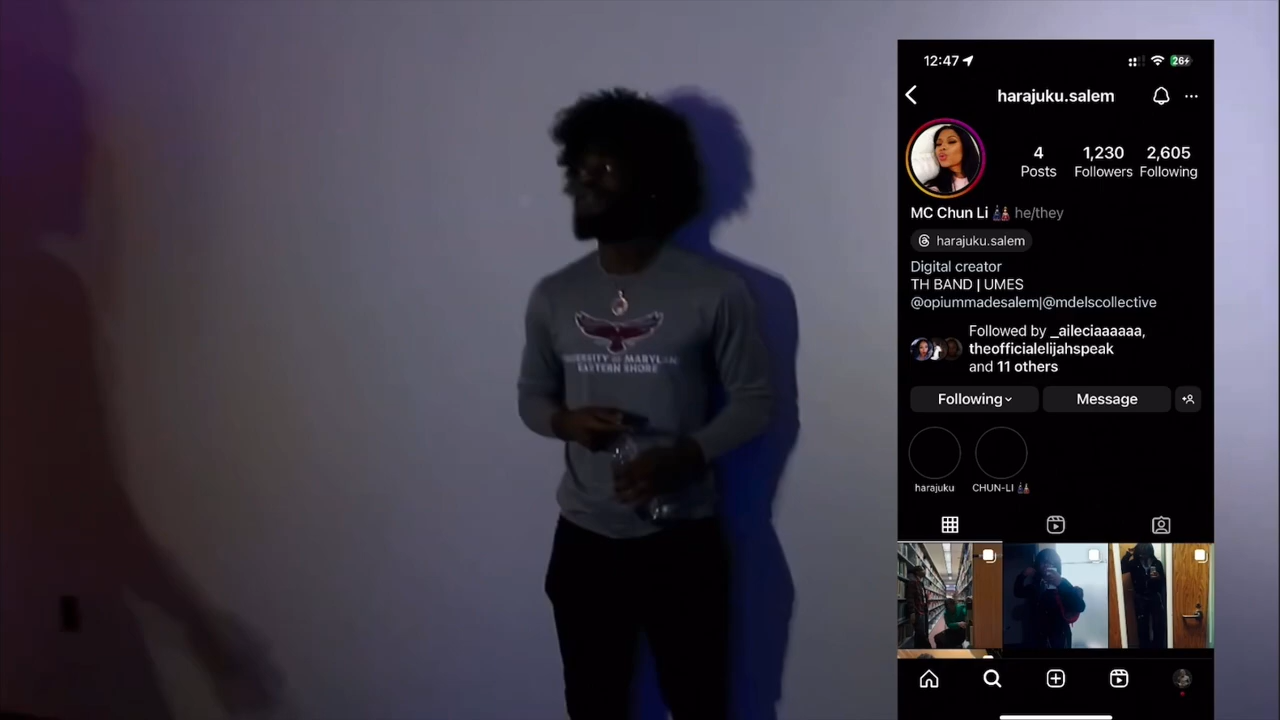 UNIVERSITY of MARYLAND
EASTERN SHORE
12:47
26
harajuku.salem
4
Posts
1,230
Followers
2,605
Following
MC Chun Li 🎎 he/they
harajuku.salem
Digital creator
TH BAND | UMES
@opiummadesalem|@mdelscollective
Followed by _aileciaaaaaa,
theofficialelijahspeak
and 11 others
Following
Message
harajuku
CHUN-LI 🎎